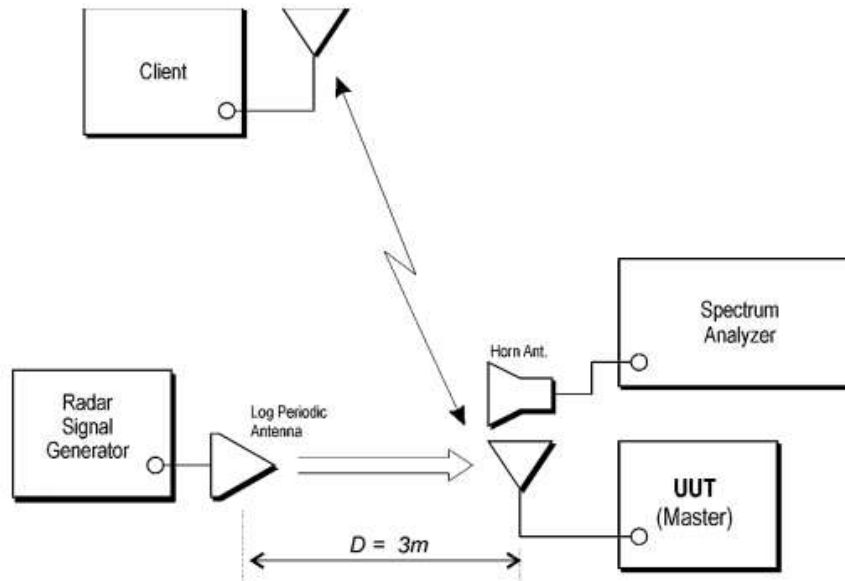 Client
Spectrum
Analyzer
Horn Ant.
Radar
Signal
Generator
Log Periodic
Antenna
UUT
(Master)
D = 3m